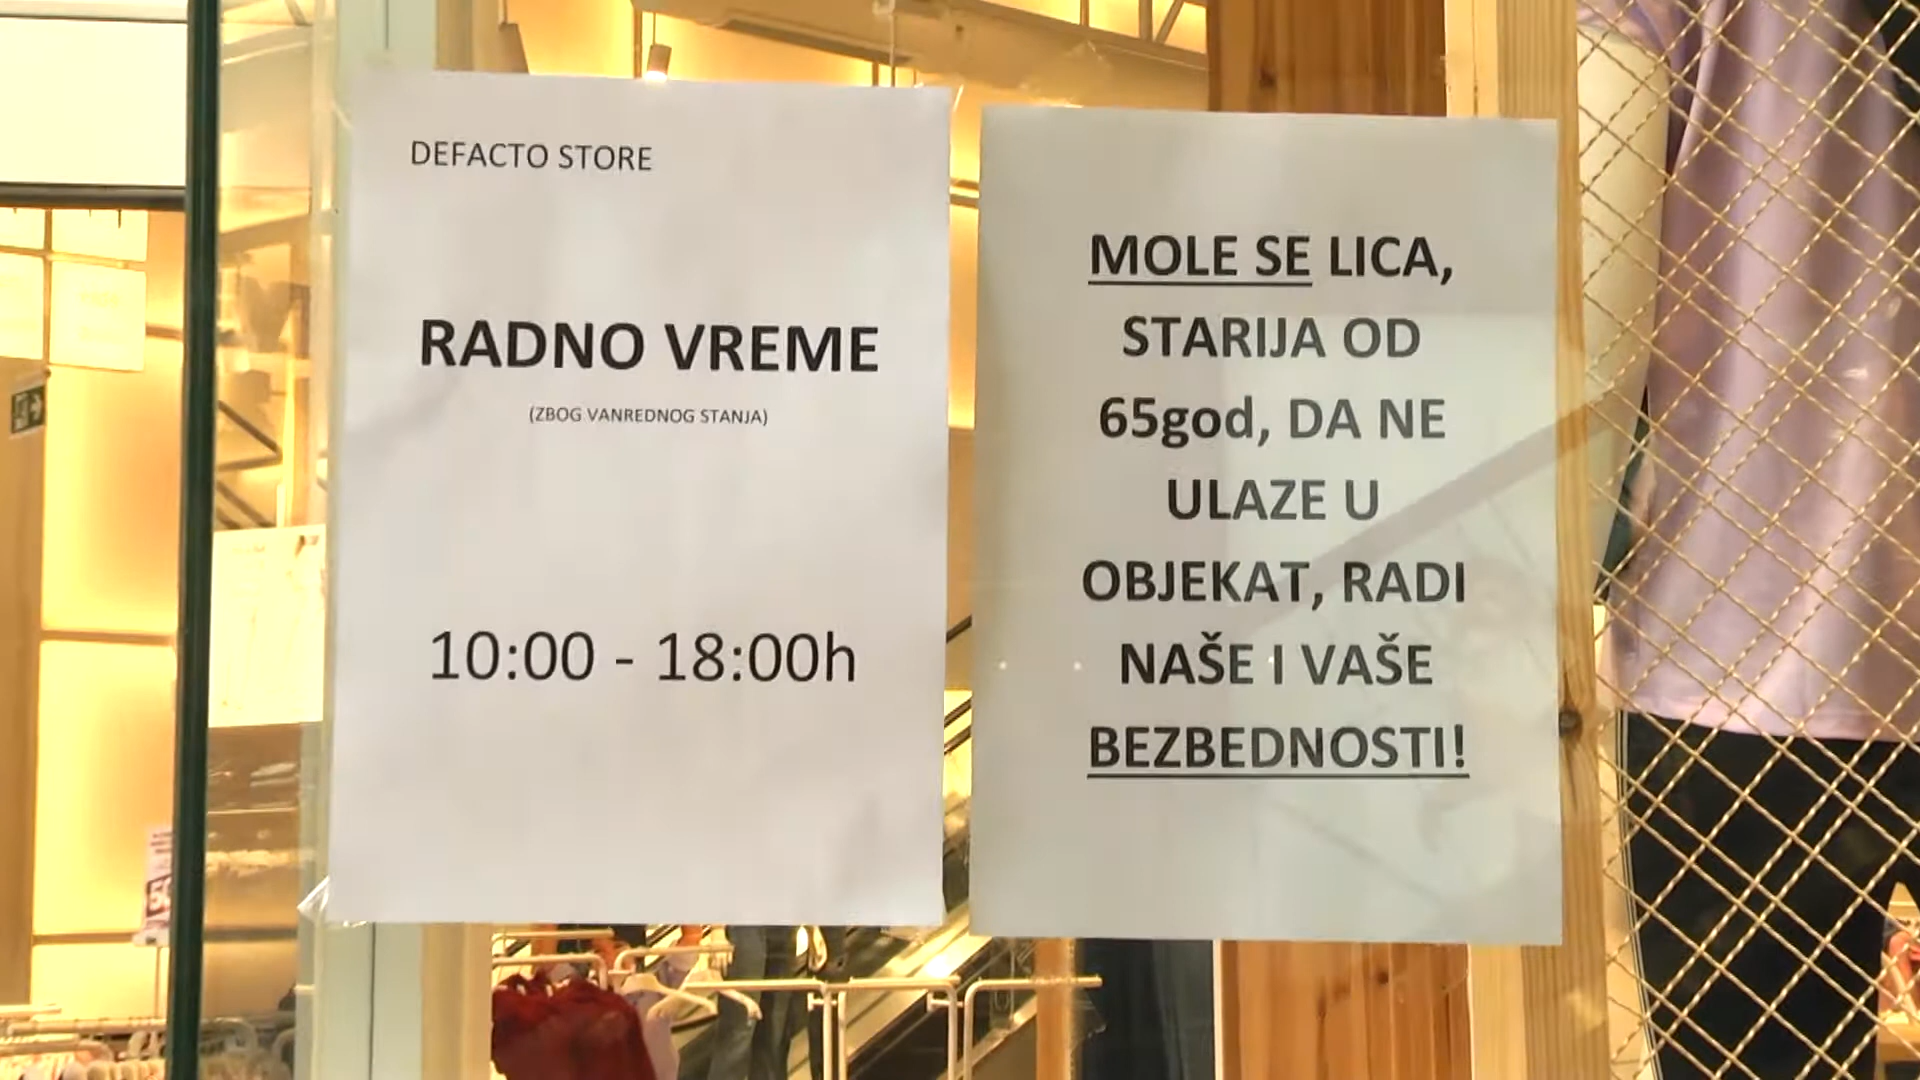 DEFACTO STORE
RADNO VREME
(ZBOG VANREDNOG STANJA)
10:00 - 18:00h
MOLE SE LICA,
STARIJA OD
65god, DA NE
ULAZE U
OBJEKAT, RADI
NAŠE I VAŠE
BEZBEDNOSTI!